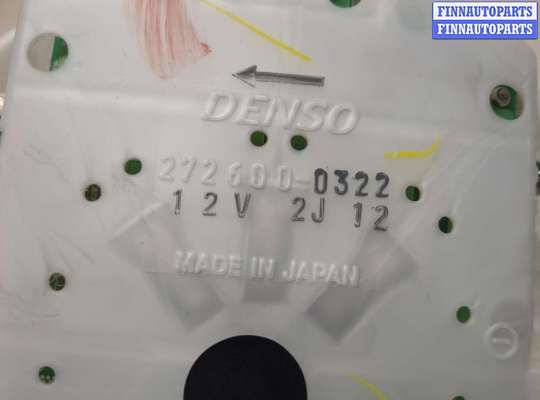 FINNAUTOPARTS
FINNAUTOPARTS
DENSO
272600-0322
12V 2J 12
MADE IN JAPAN